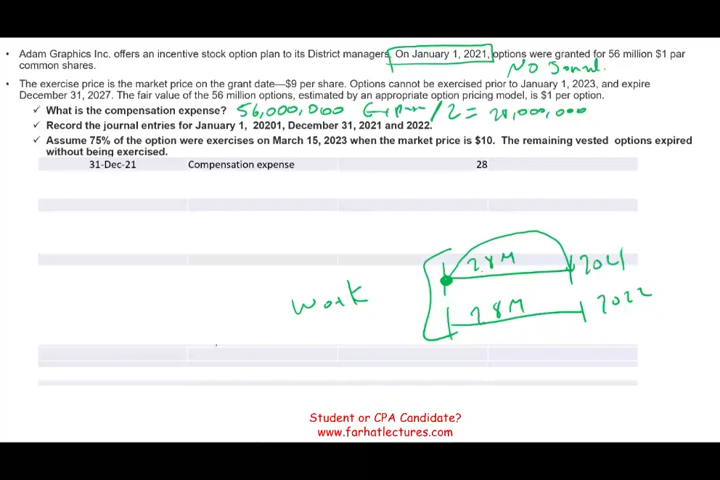 • Adam Graphics Inc. offers an incentive stock option plan to its District managers. On January 1, 2021, options were granted for 56 million $1 par
common shares.
No Jounl.
• The exercise price is the market price on the grant date—$9 per share. Options cannot be exercised prior to January 1, 2023, and expire
December 31, 2027. The fair value of the 56 million options, estimated by an appropriate option pricing model, is $1 per option.
✓ What is the compensation expense? 56,000,000 / 2 = 28,000,000
✓ Record the journal entries for January 1, 20201, December 31, 2021 and 2022.
✓ Assume 75% of the option were exercises on March 15, 2023 when the market price is $10. The remaining vested options expired
without being exercised.
31-Dec-21 Compensation expense 28
28M 2021
Work
28M 2022
Student or CPA Candidate?
www.farhatlectures.com